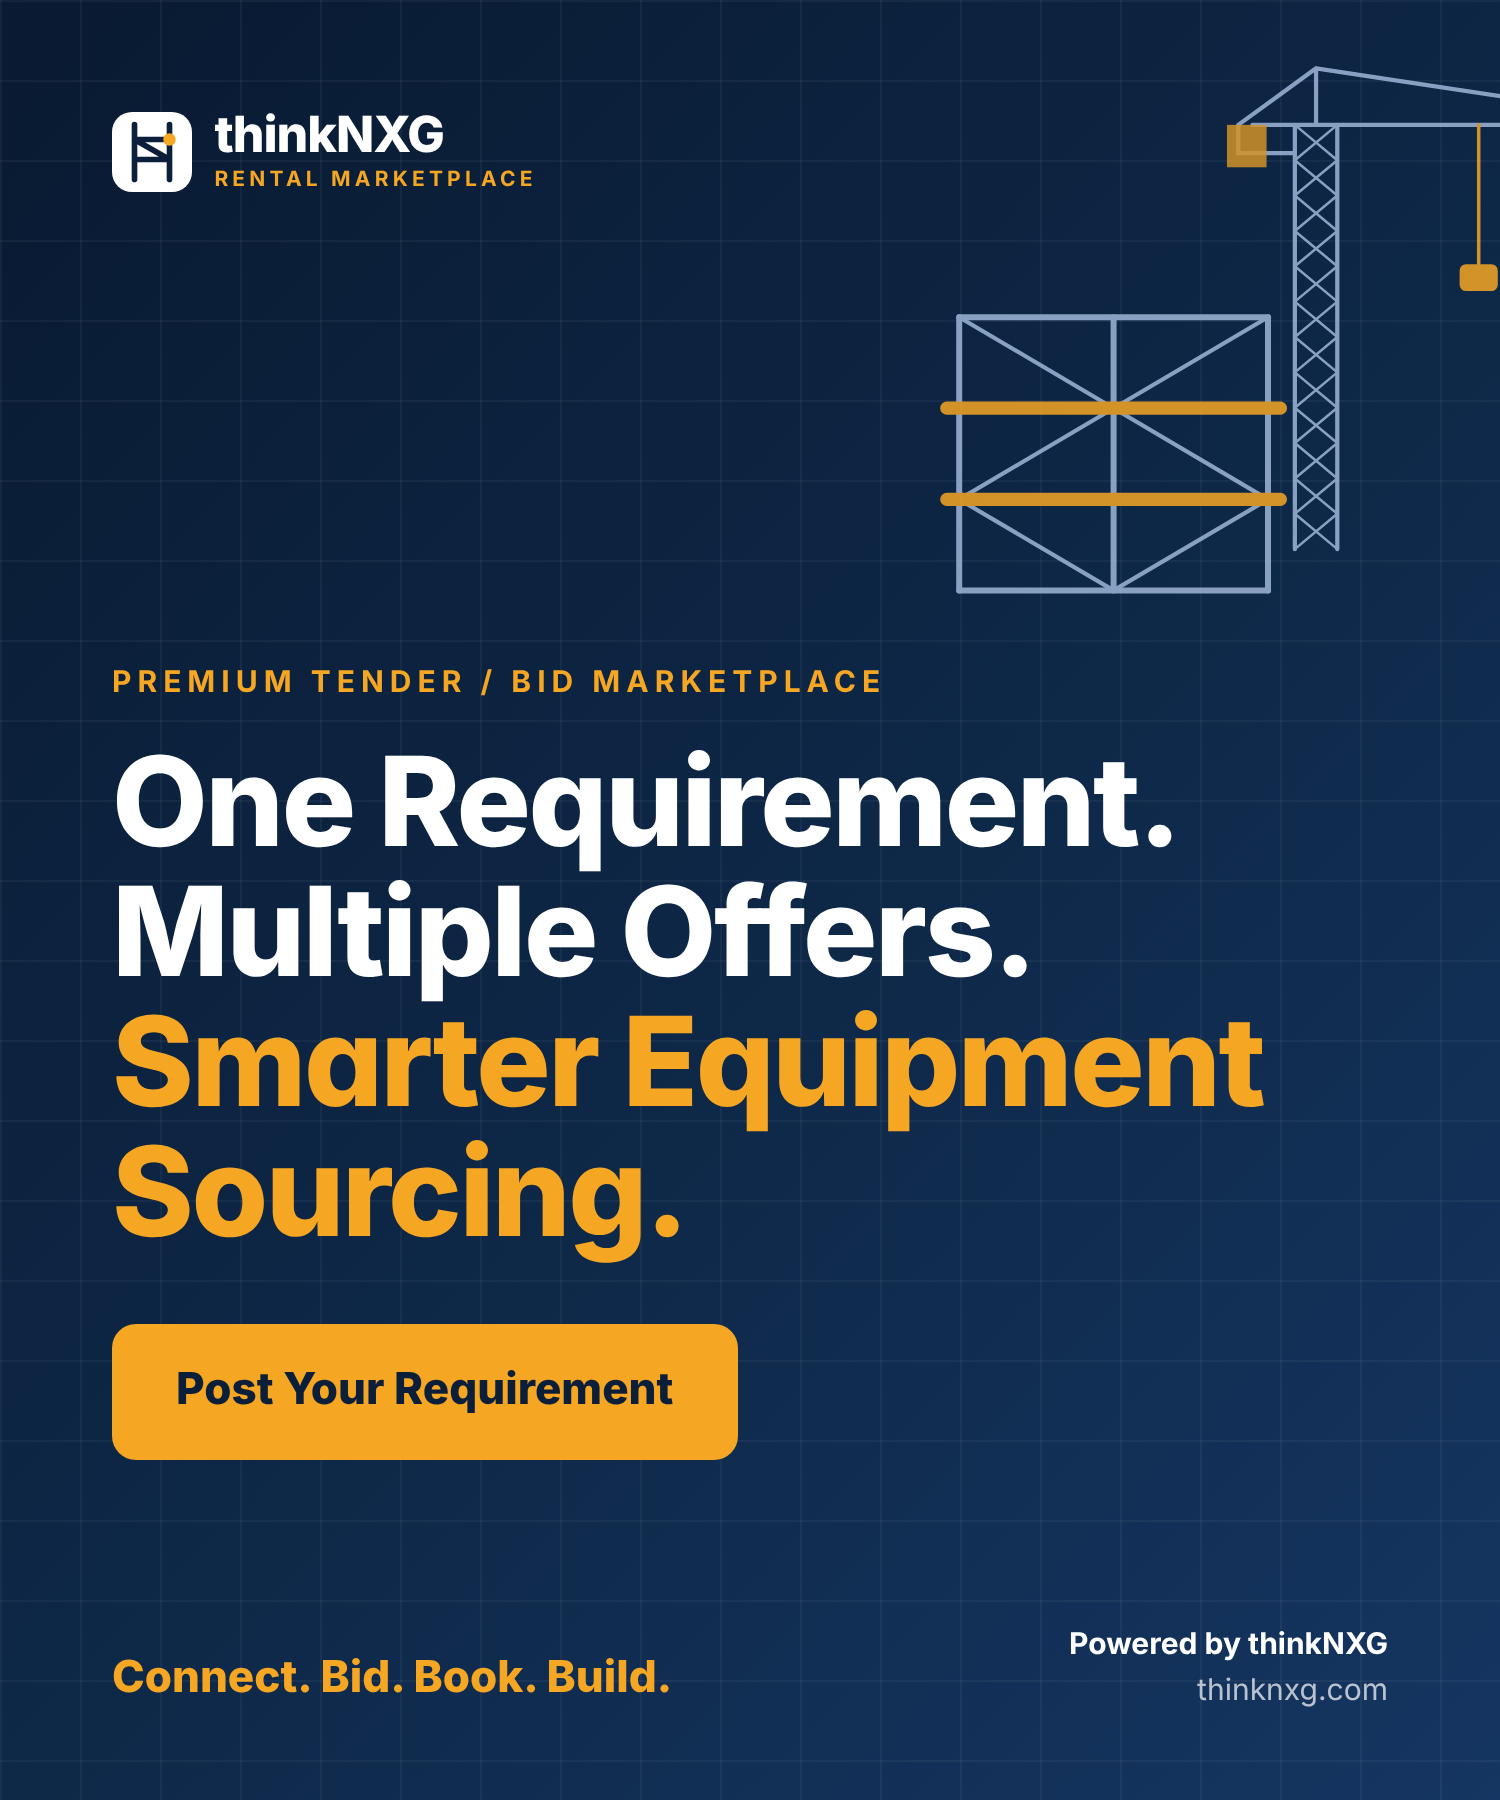 thinkNXG
RENTAL MARKETPLACE
PREMIUM TENDER / BID MARKETPLACE
One Requirement.
Multiple Offers.
Smarter Equipment
Sourcing.
Post Your Requirement
Connect. Bid. Book. Build.
Powered by thinkNXG
thinknxg.com